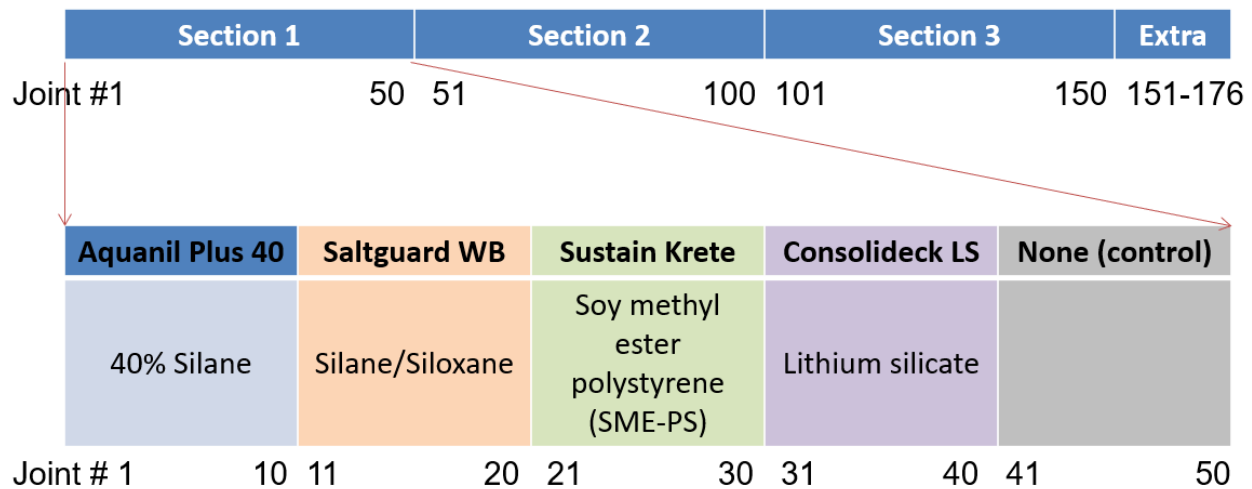 Section 1 Section 2 Section 3 Extra
Joint #1 50 51 100 101 150 151-176
Aquanil Plus 40 Saltguard WB Sustain Krete Consolideck LS None (control)
40% Silane Silane/Siloxane Soy methyl
ester
polystyrene
(SME-PS) Lithium silicate
Joint # 1 10 11 20 21 30 31 40 41 50